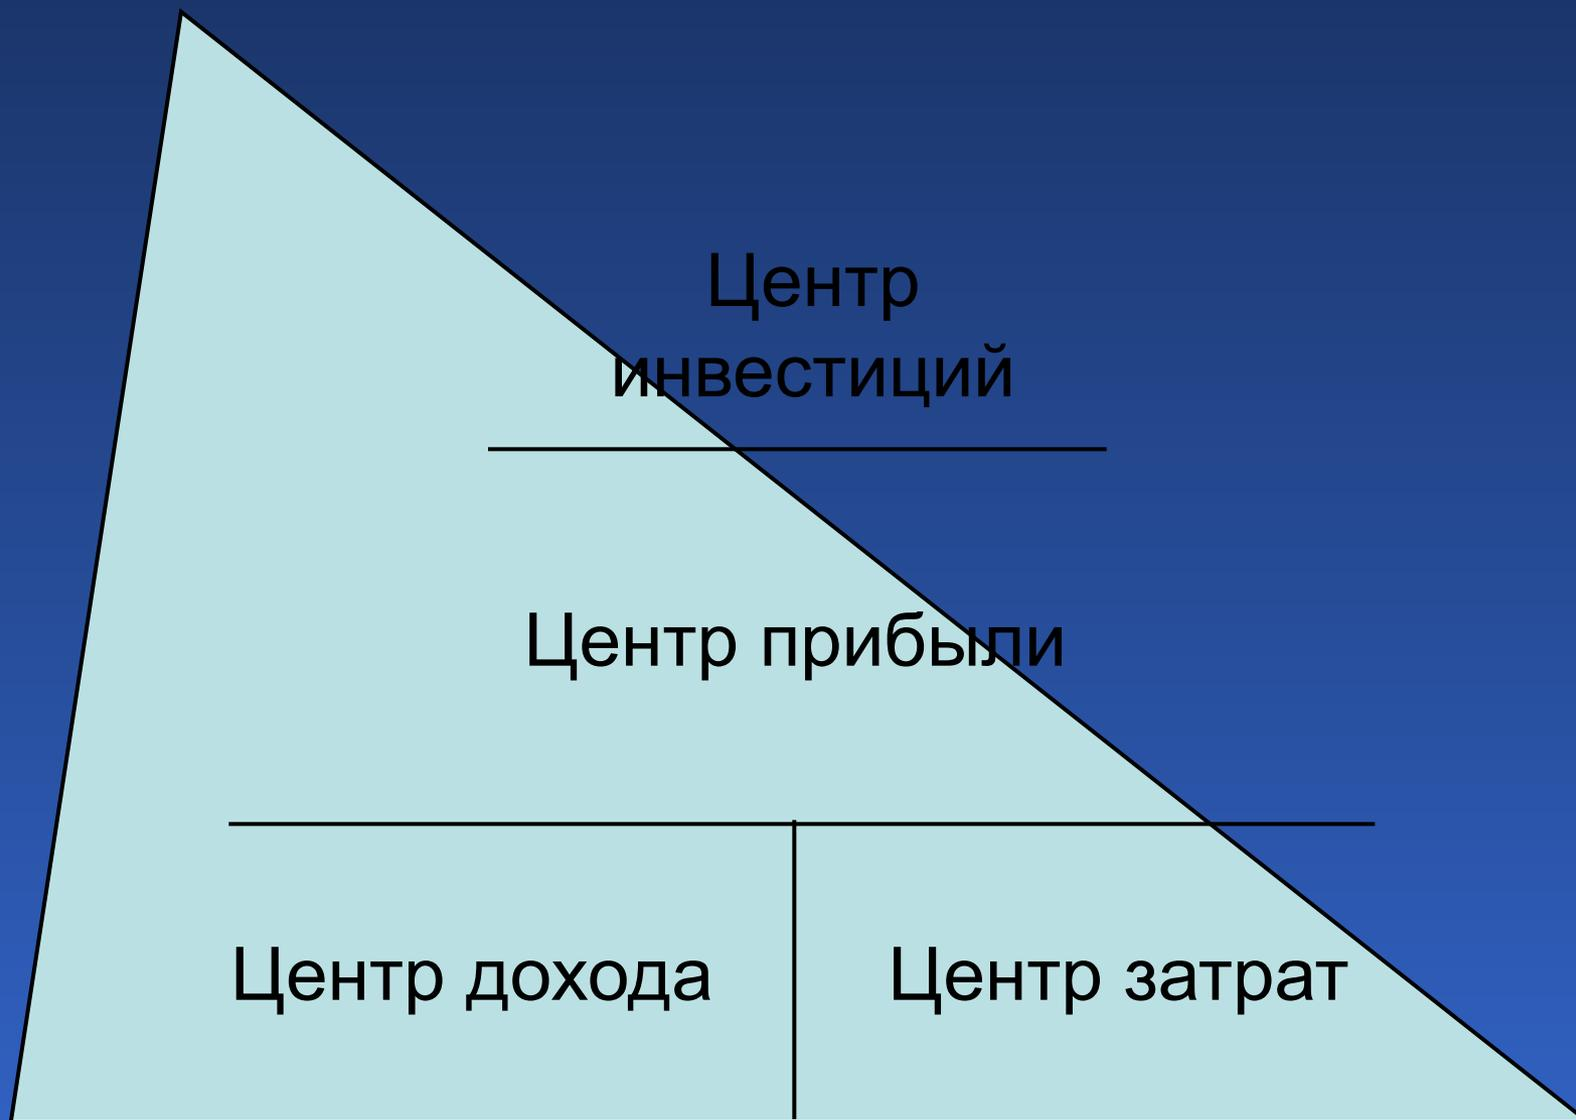 Центр
инвестиций
Центр прибыли
Центр дохода
Центр затрат